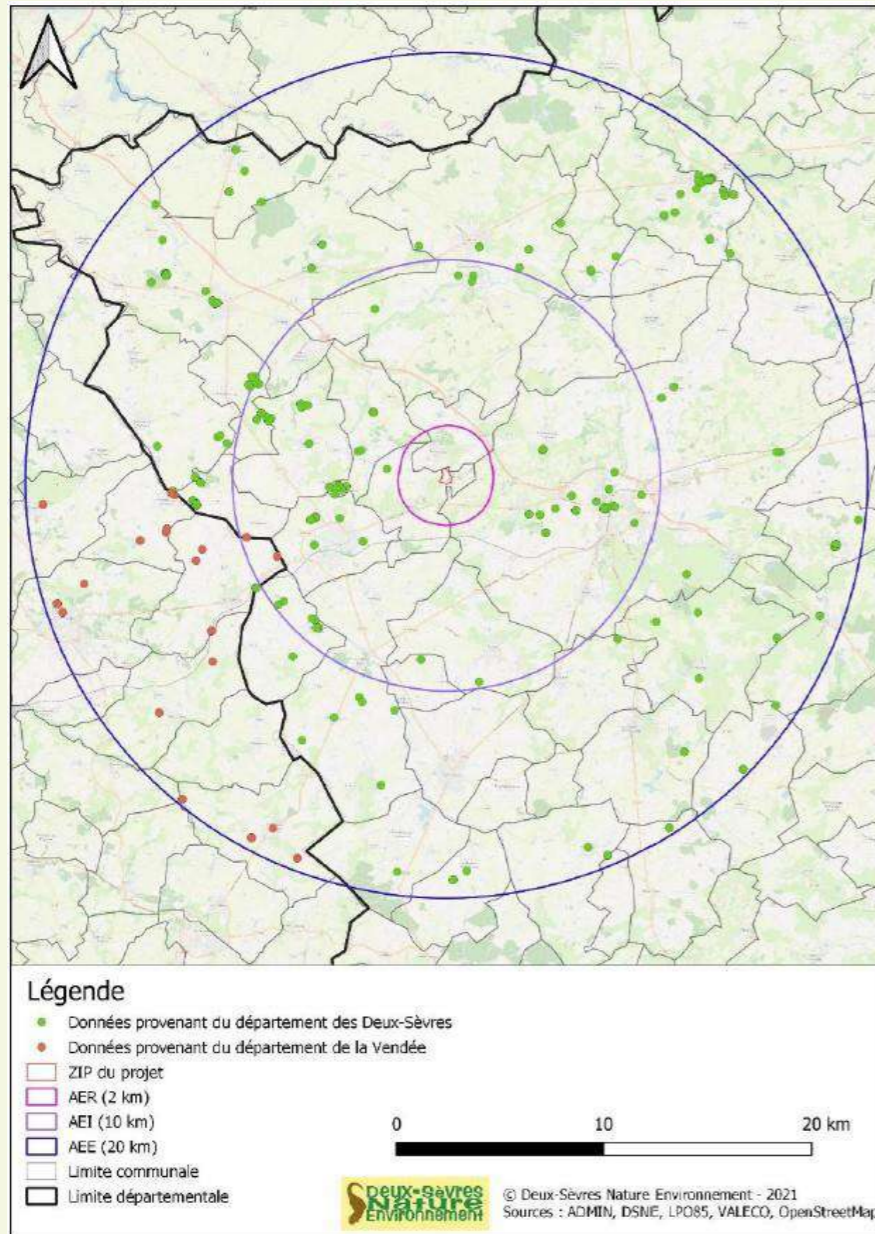 Légende
Données provenant du département des Deux-Sèvres
Données provenant du département de la Vendée
ZIP du projet
AER (2 km)
AEI (10 km)
AEE (20 km)
Limite communale
Limite départementale
0 10 20 km
DEUX-SèVRES
Nature
ENVIRONNEMENT
© Deux-Sèvres Nature Environnement - 2021
Sources : ADMIN, DSNE, LPO85, VALECO, OpenStreetMap